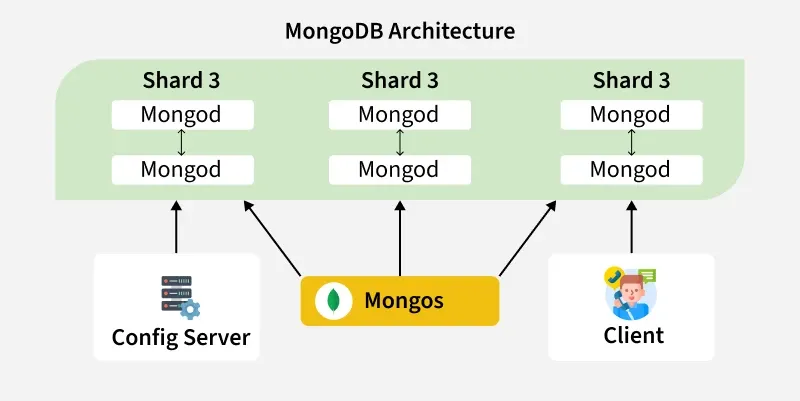 MongoDB Architecture
Shard 3
Shard 3
Shard 3
Mongod
Mongod
Mongod
Mongod
Mongod
Mongod
Config Server
Mongos
Client